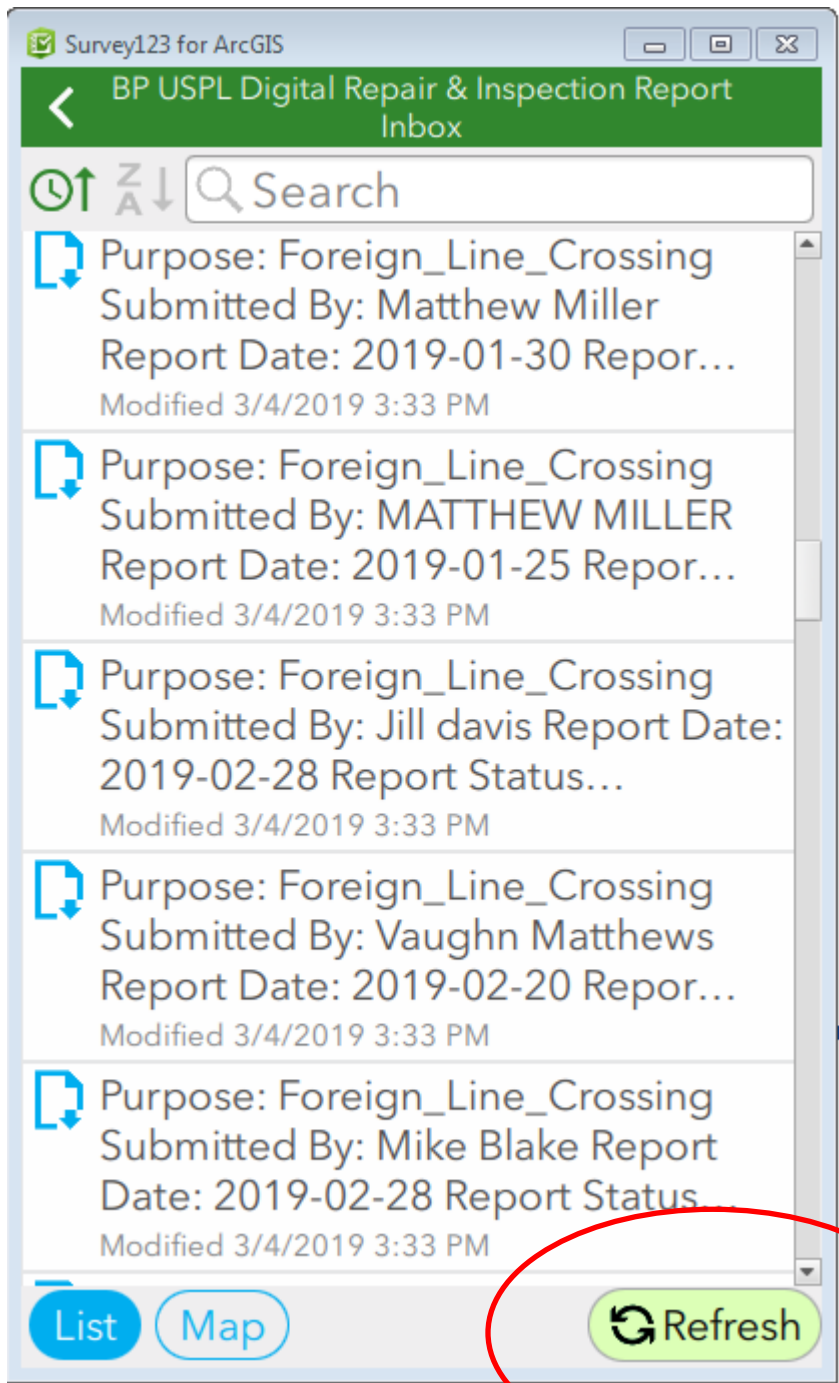 Survey123 for ArcGIS
BP USPL Digital Repair & Inspection Report
Inbox
Z
A
Search
Purpose: Foreign_Line_Crossing
Submitted By: Matthew Miller
Report Date: 2019-01-30 Repor...
Modified 3/4/2019 3:33 PM
Purpose: Foreign_Line_Crossing
Submitted By: MATTHEW MILLER
Report Date: 2019-01-25 Repor...
Modified 3/4/2019 3:33 PM
Purpose: Foreign_Line_Crossing
Submitted By: Jill davis Report Date:
2019-02-28 Report Status...
Modified 3/4/2019 3:33 PM
Purpose: Foreign_Line_Crossing
Submitted By: Vaughn Matthews
Report Date: 2019-02-20 Repor...
Modified 3/4/2019 3:33 PM
Purpose: Foreign_Line_Crossing
Submitted By: Mike Blake Report
Date: 2019-02-28 Report Status...
Modified 3/4/2019 3:33 PM
List Map Refresh